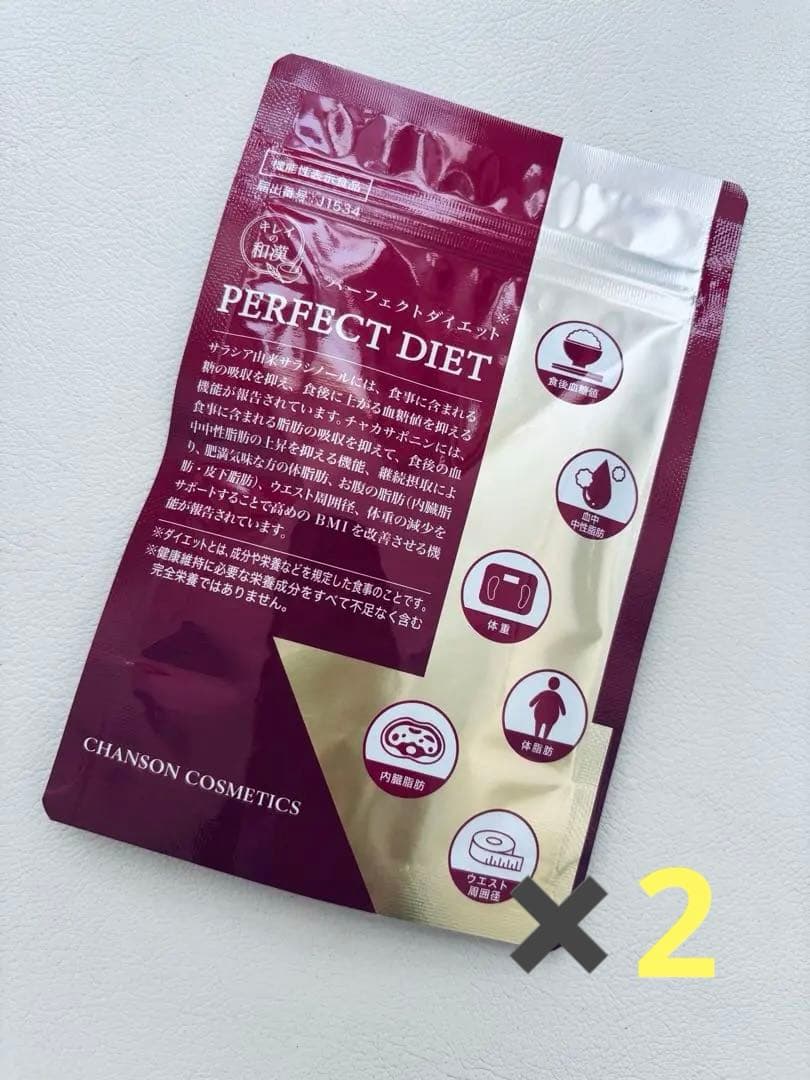 機能性表示食品
届出番号:J1534
キレイ
の
和漢
パーフェクトダイエット
PERFECT DIET※
サラシア由来サラシノールには、食事に含まれる
糖の吸収を抑え、食後に上がる血糖値を抑える
機能が報告されています。チャカサポニンには、
食事に含まれる脂肪の吸収を抑えて、食後の血
中中性脂肪の上昇を抑える機能、継続摂取によ
り、肥満気味な方の体脂肪、お腹の脂肪(内臓脂
肪・皮下脂肪)、ウエスト周囲径、体重の減少を
サポートすることで高めのBMIを改善させる機
能が報告されています。
※ダイエットとは、成分や栄養などを規定した食事のことです。
※健康維持に必要な栄養成分をすべて不足なく含む
完全栄養ではありません。
食後血糖値
血中
中性脂肪
体重
体脂肪
内臓脂肪
ウエスト
周囲径
CHANSON COSMETICS
✖2